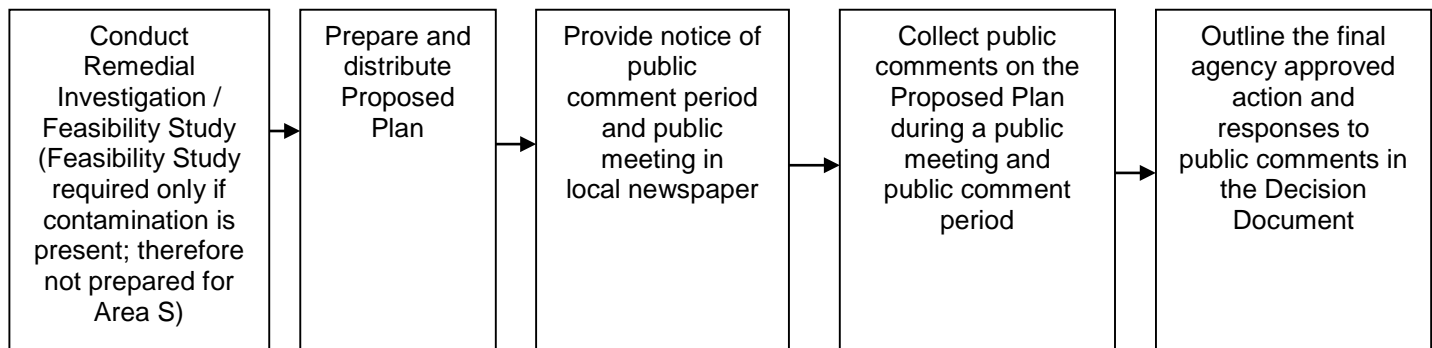 Conduct
Remedial
Investigation /
Feasibility Study
(Feasibility Study
required only if
contamination is
present; therefore
not prepared for
Area S)
Prepare and
distribute
Proposed
Plan
Provide notice of
public
comment period
and public
meeting in
local newspaper
Collect public
comments on the
Proposed Plan
during a public
meeting and
public comment
period
Outline the final
agency approved
action and
responses to
public comments in
the Decision
Document